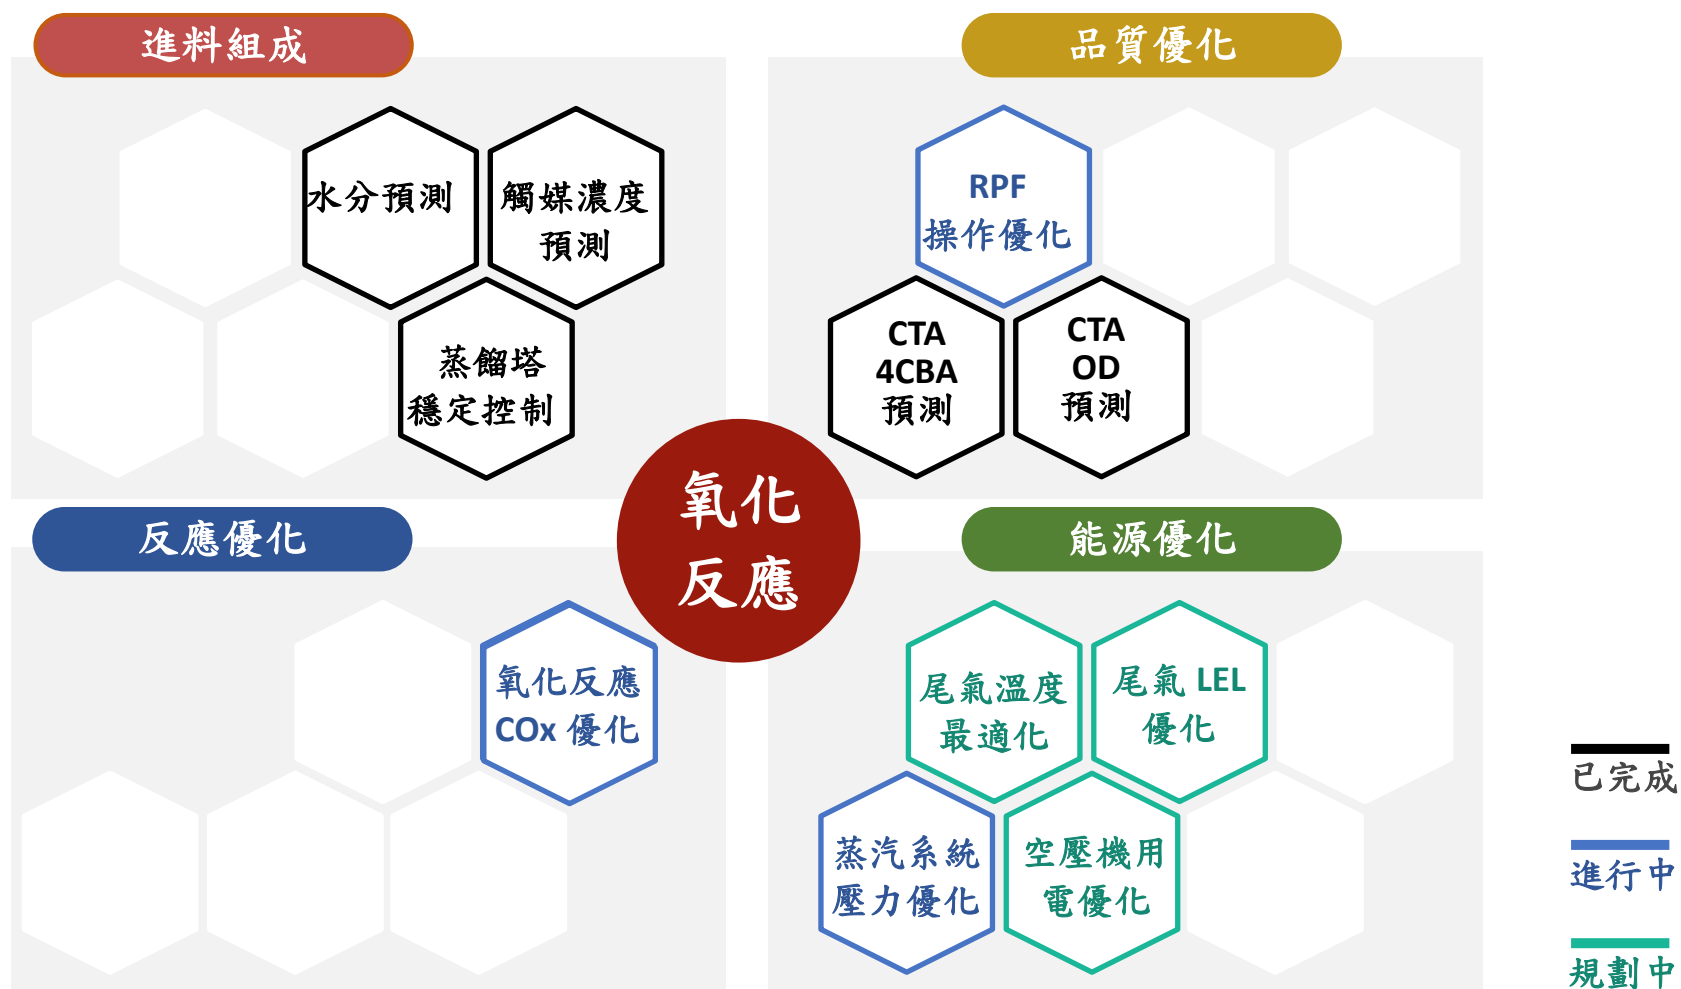 進料組成
水分預測
觸媒濃度
預測
蒸餾塔
穩定控制
品質優化
RPF
操作優化
CTA
4CBA
預測
CTA
OD
預測
氧化
反應
反應優化
氧化反應
COx 優化
能源優化
尾氣溫度
最適化
尾氣 LEL
優化
蒸汽系統
壓力優化
空壓機用
電優化
已完成
進行中
規劃中